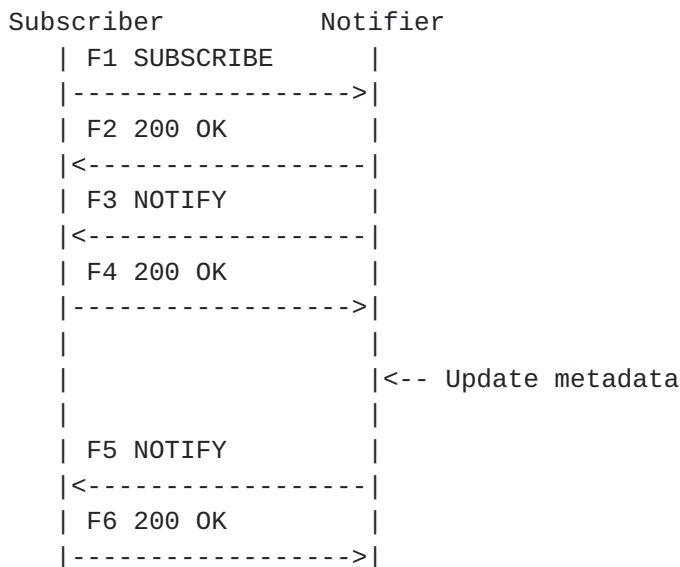 Subscriber Notifier
| F1 SUBSCRIBE |
|------------------>|
| F2 200 OK |
|<------------------|
| F3 NOTIFY |
|<------------------|
| F4 200 OK |
|------------------>|
| |
| |<-- Update metadata
| |
| F5 NOTIFY |
|<------------------|
| F6 200 OK |
|------------------>|